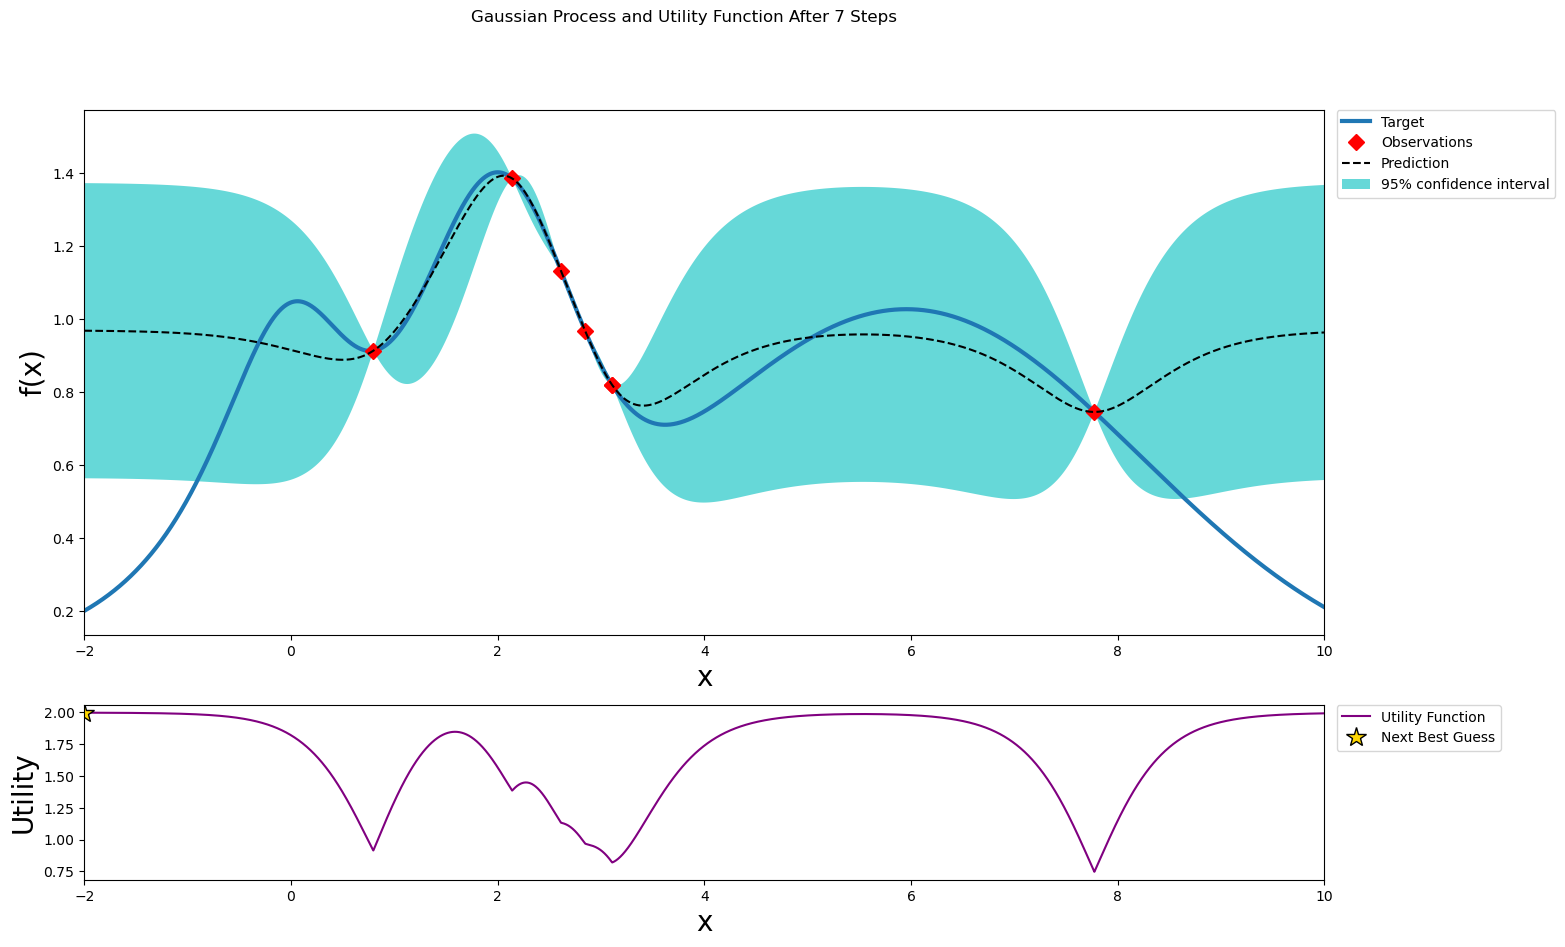 Gaussian Process and Utility Function After 7 Steps
Target
Observations
Prediction
95% confidence interval
f(x)
1.4
1.2
1.0
0.8
0.6
0.4
0.2
−2 0 2 4 6 8 10
x
Utility
2.00
1.75
1.50
1.25
1.00
0.75
Utility Function
Next Best Guess
−2 0 2 4 6 8 10
x